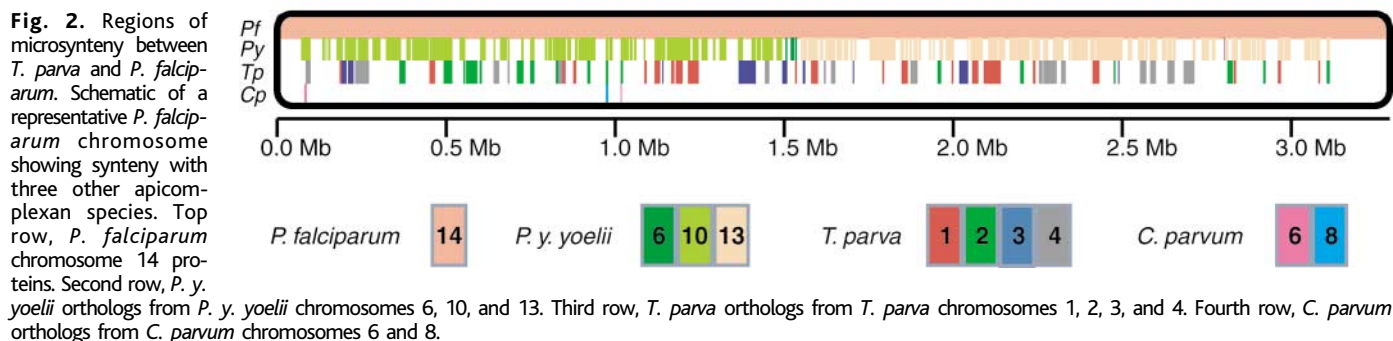 Fig. 2. Regions of
microsynteny between
T. parva and P. falcip-
arum. Schematic of a
representative P. falcip-
arum chromosome
showing synteny with
three other apicom-
plexan species. Top
row, P. falciparum
chromosome 14 pro-
teins. Second row, P. y.
yoelii orthologs from P. y. yoelii chromosomes 6, 10, and 13. Third row, T. parva orthologs from T. parva chromosomes 1, 2, 3, and 4. Fourth row, C. parvum
orthologs from C. parvum chromosomes 6 and 8.
Pf
Py
Tp
Cp
0.0 Mb 0.5 Mb 1.0 Mb 1.5 Mb 2.0 Mb 2.5 Mb 3.0 Mb
P. falciparum 14 P. y. yoelii 6 10 13 T. parva 1 2 3 4 C. parvum 6 8